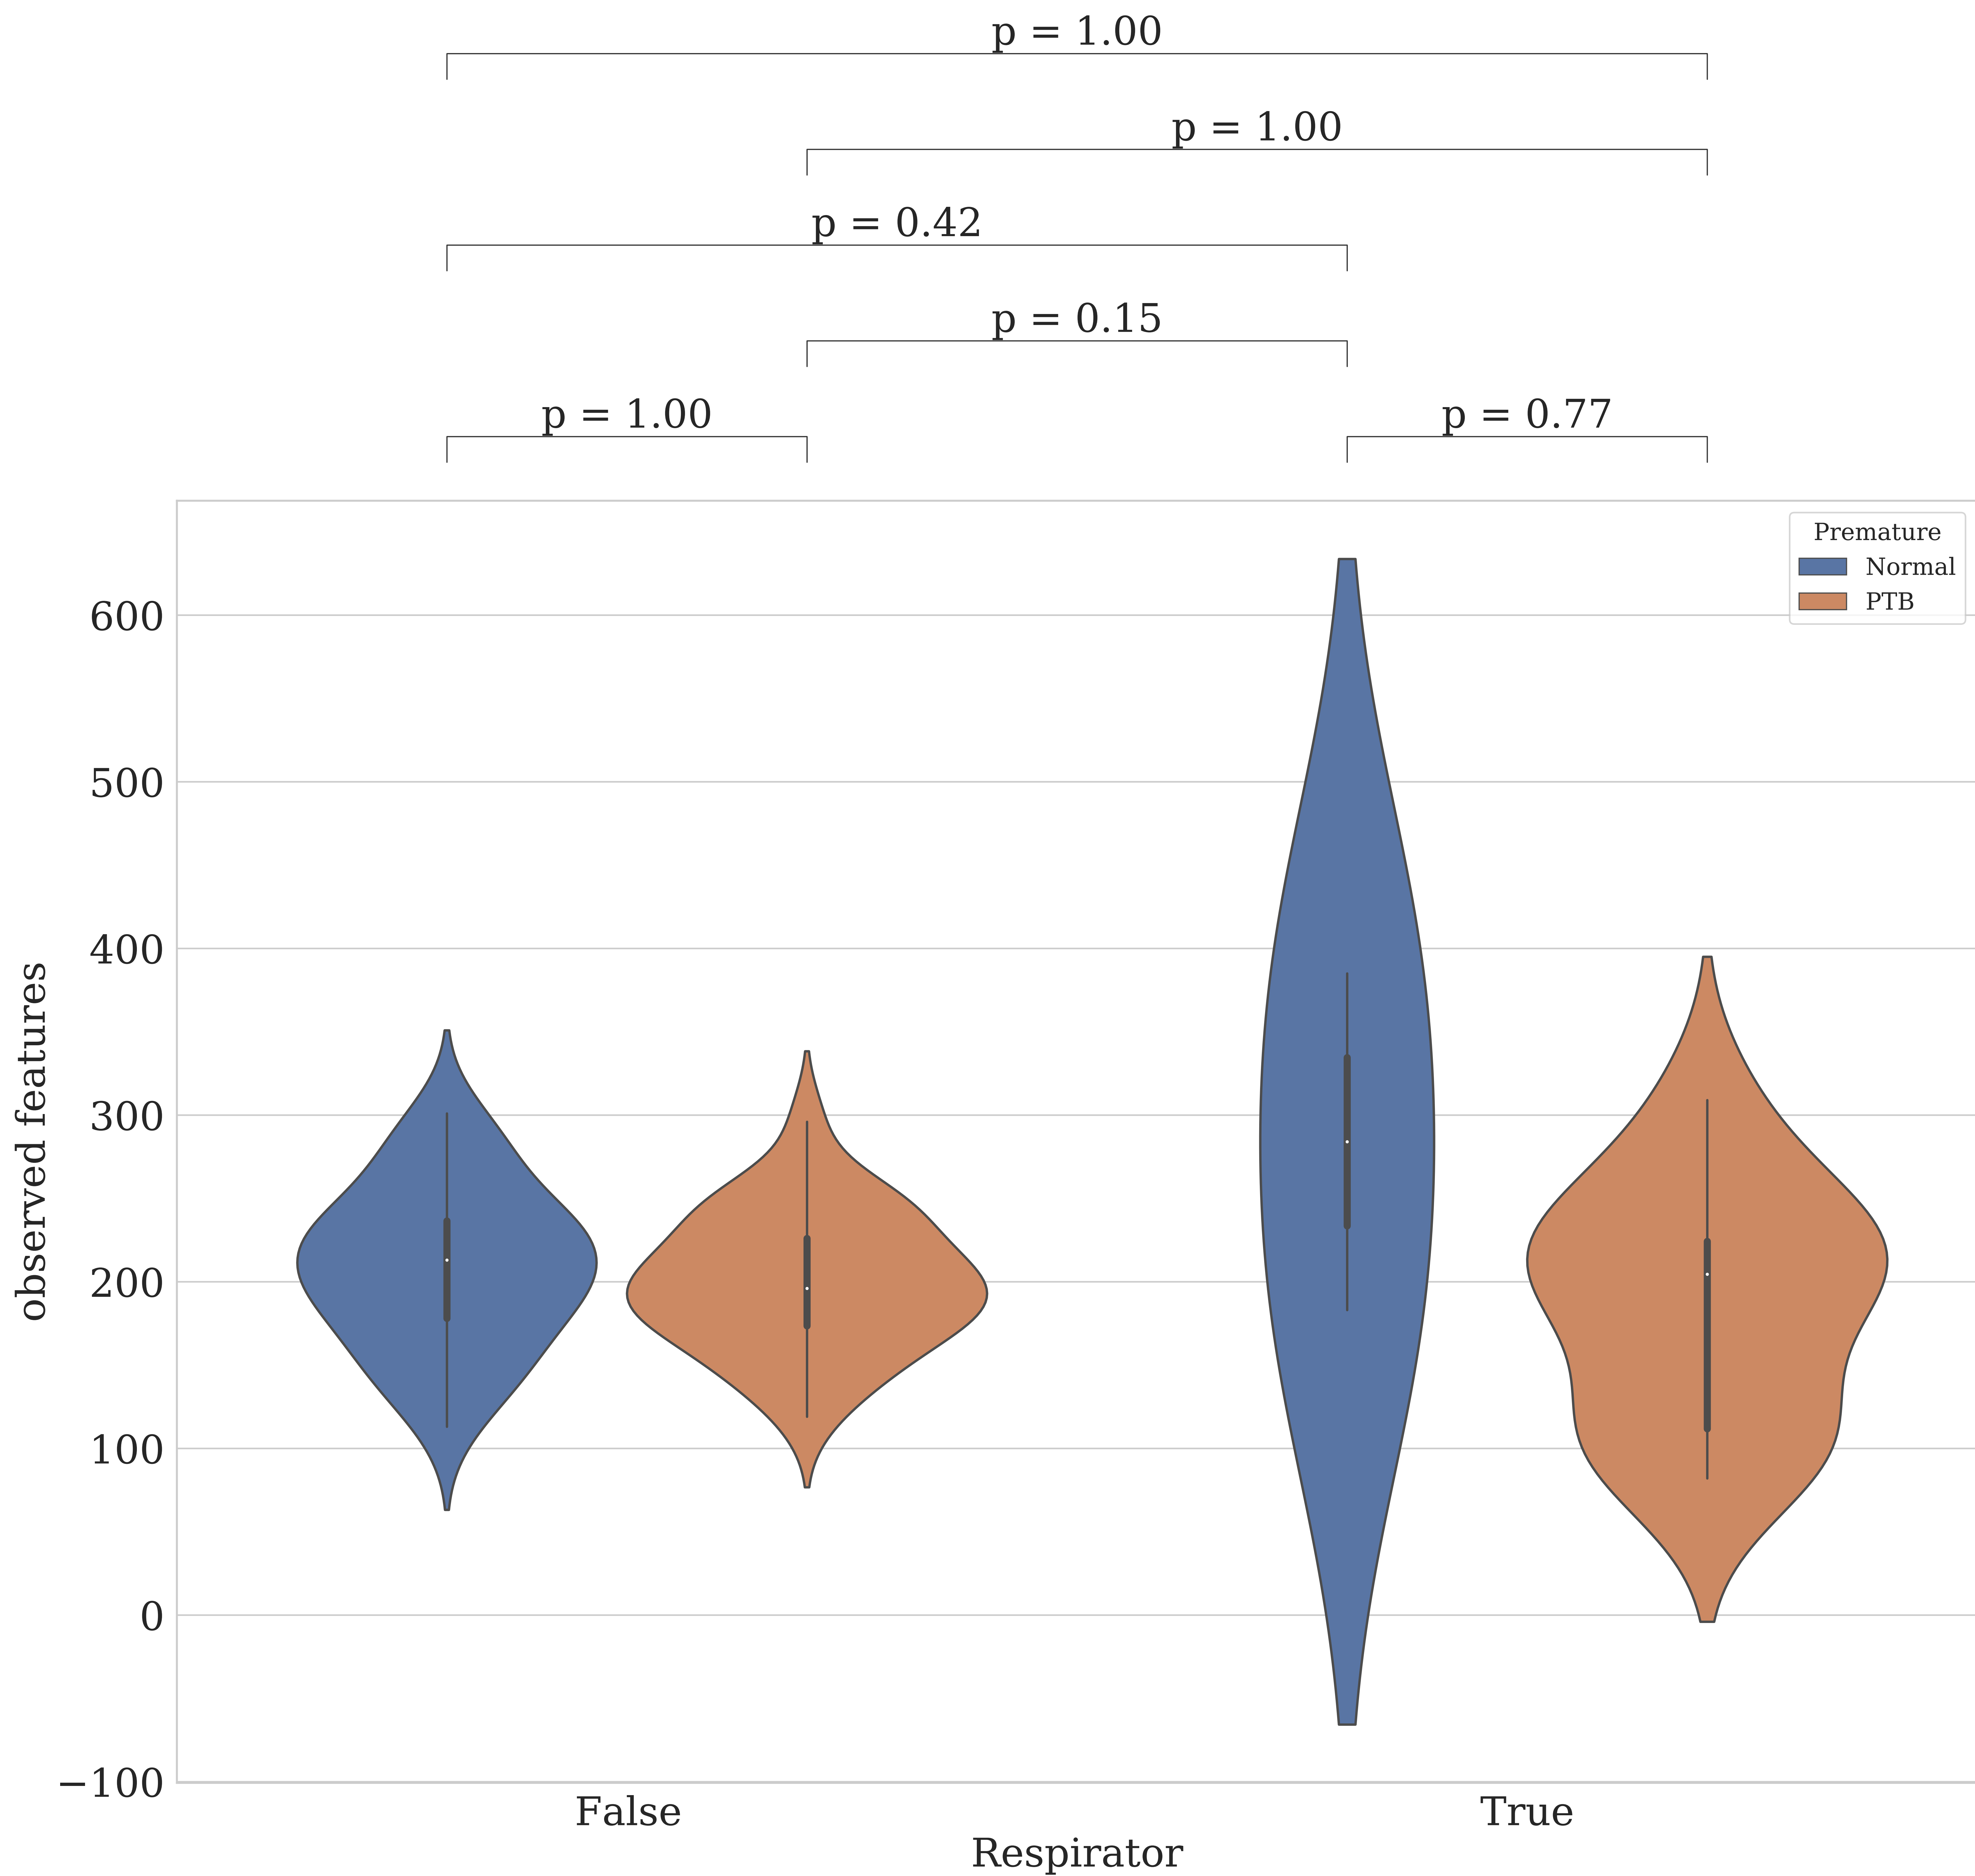 p = 1.00
p = 1.00
p = 0.42
p = 0.15
p = 1.00
p = 0.77
Premature
Normal
PTB
600
500
400
300
200
100
0
−100
observed features
False
True
Respirator